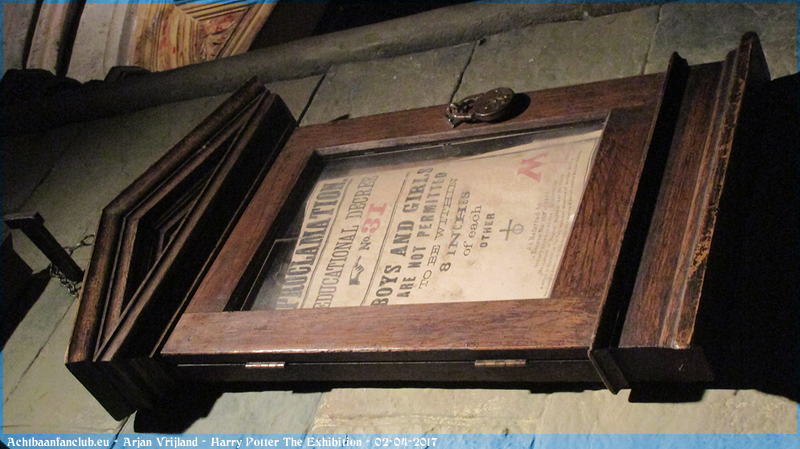 PROCLAMATION.
EDUCATIONAL DECREE
No. 31
BOYS AND GIRLS
ARE NOT PERMITTED
TO BE WITHIN
8 INCHES
of each
OTHER
W
Achtbaanfanclub.eu - Arjan Vrijland - Harry Potter The Exhibition - 02-04-2017